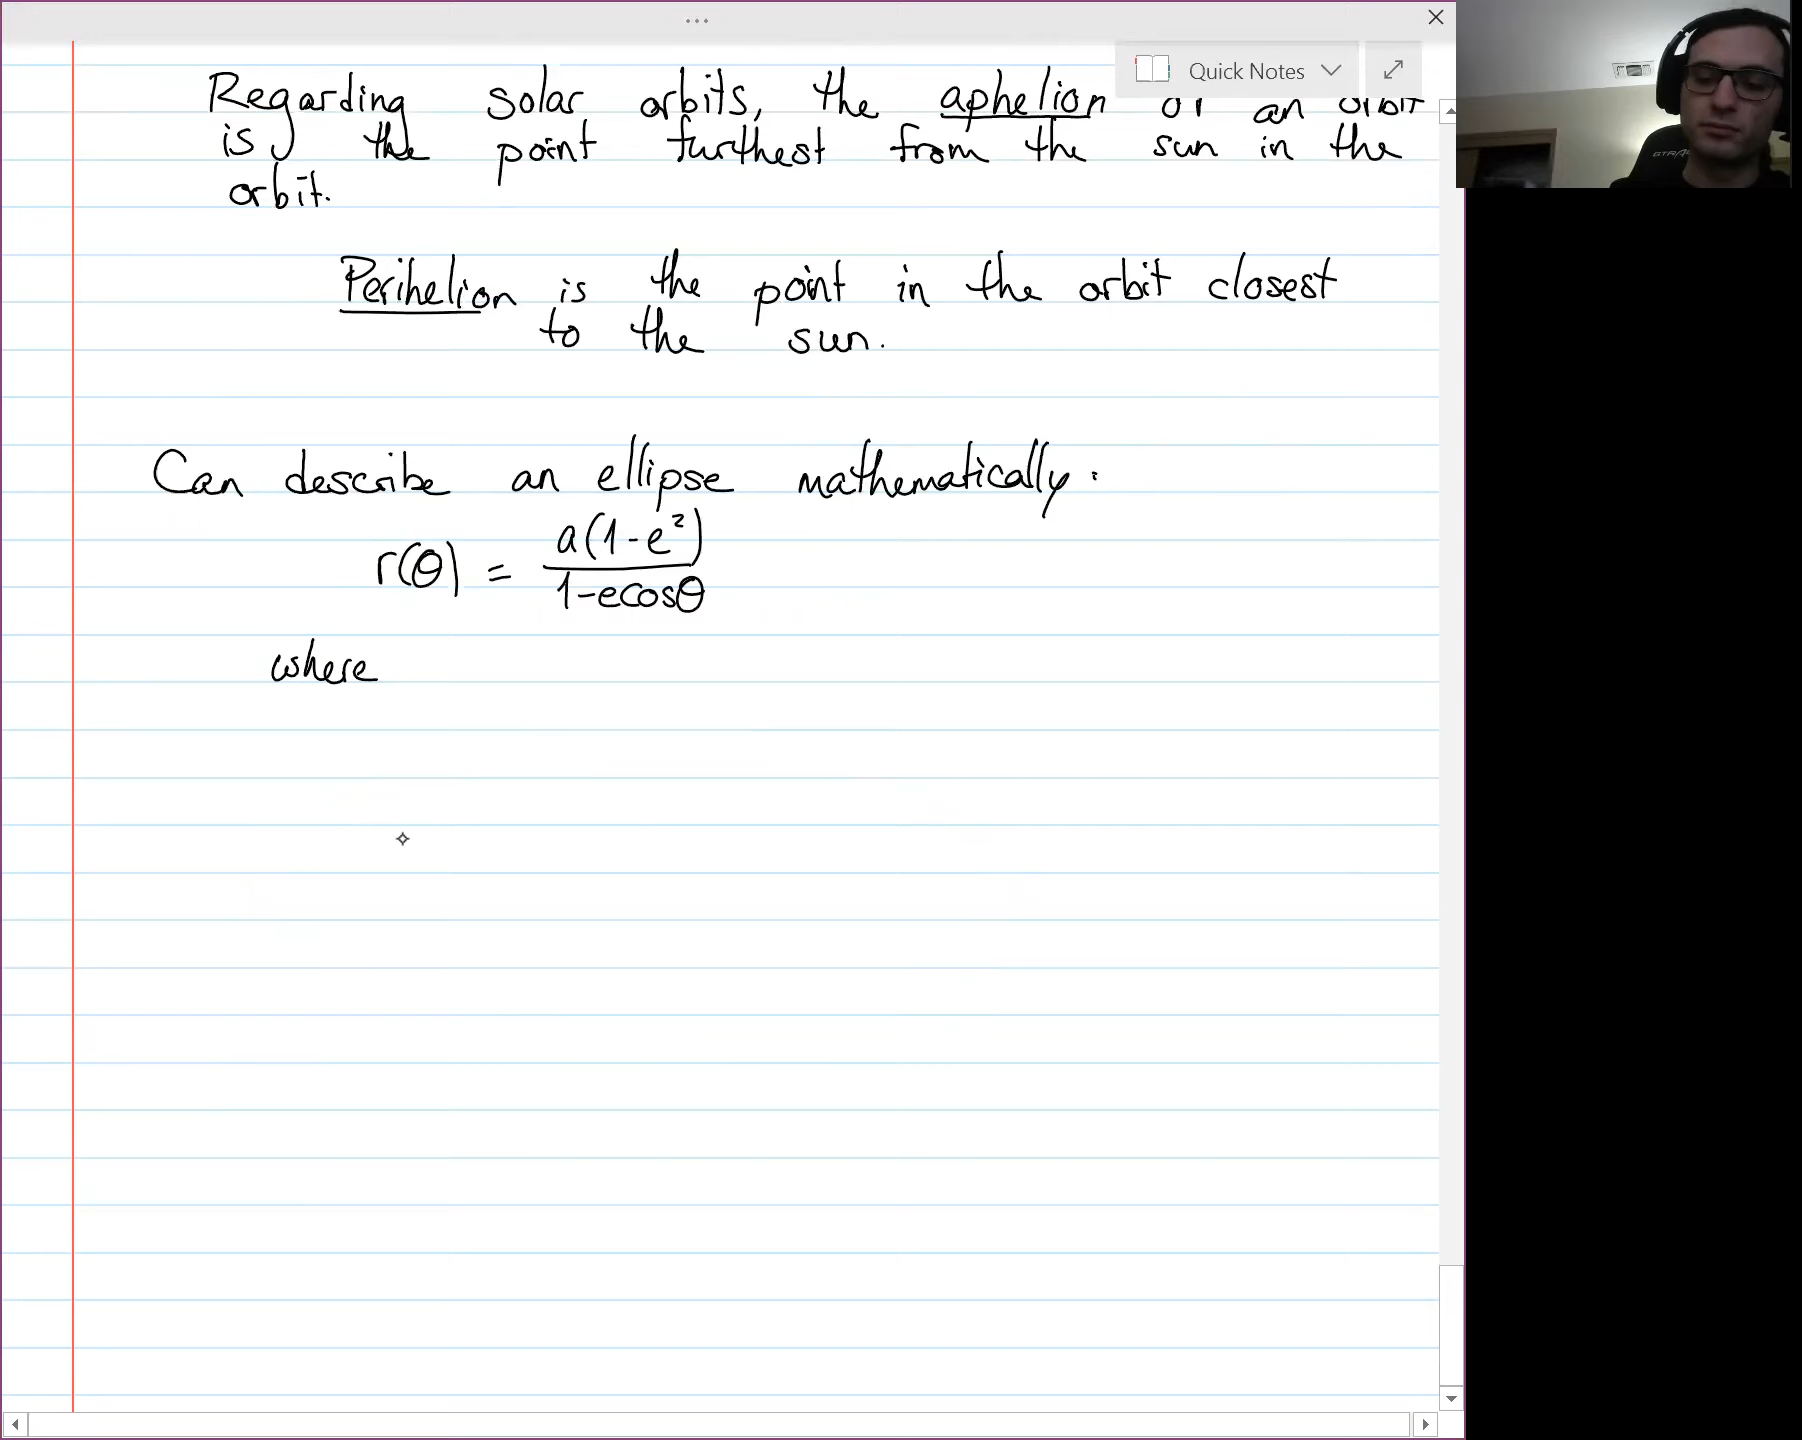 Quick Notes
Regarding solar orbits, the aphelion of an orbit
is the point furthest from the sun in the
orbit.
Perihelion is the point in the orbit closest
to the sun.
Can describe an ellipse mathematically:
r(θ) = a(1-e²) / 1-ecosθ
where